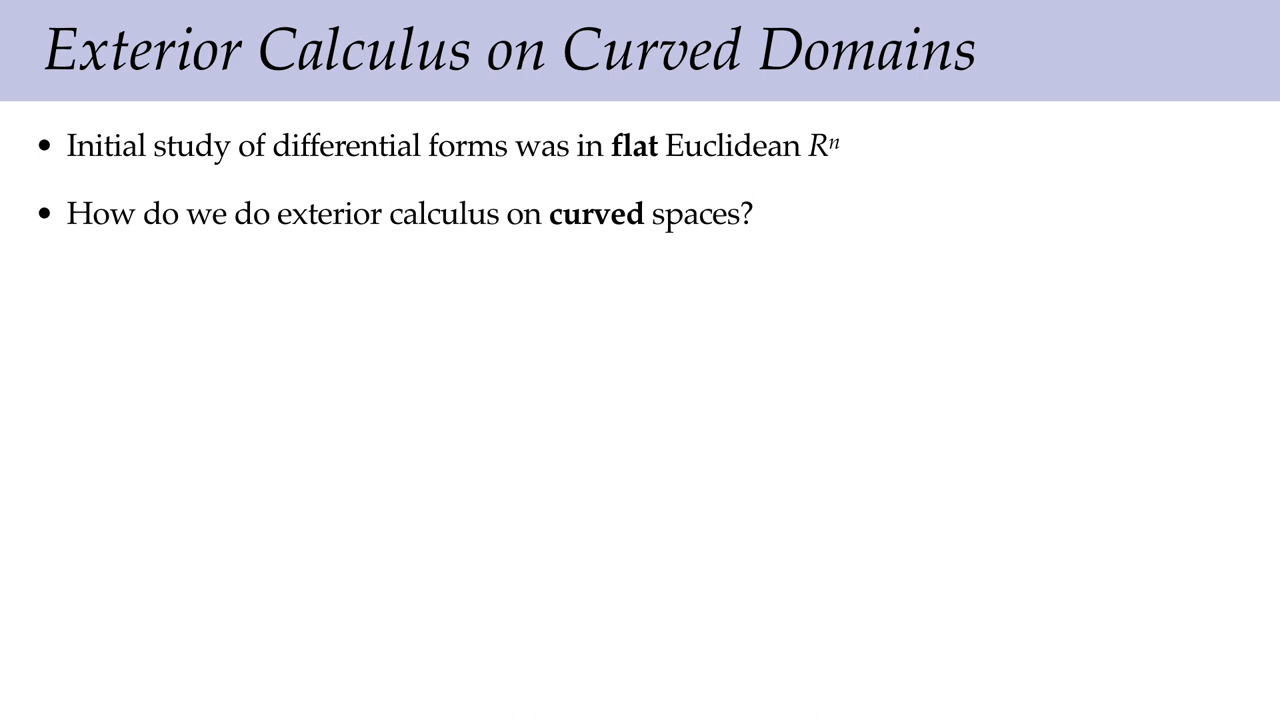 Exterior Calculus on Curved Domains
• Initial study of differential forms was in flat Euclidean Rⁿ
• How do we do exterior calculus on curved spaces?